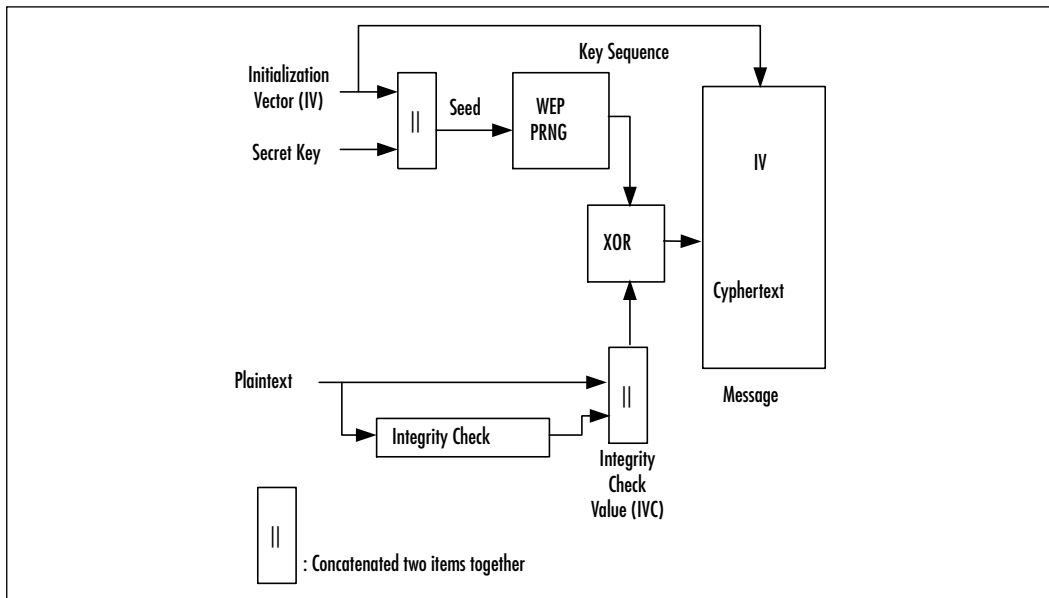 Key Sequence
Initialization
Vector (IV)
||
Seed
WEP
PRNG
Secret Key
IV
XOR
Cyphertext
Plaintext
||
Message
Integrity Check
Integrity
Check
Value (IVC)
||
: Concatenated two items together